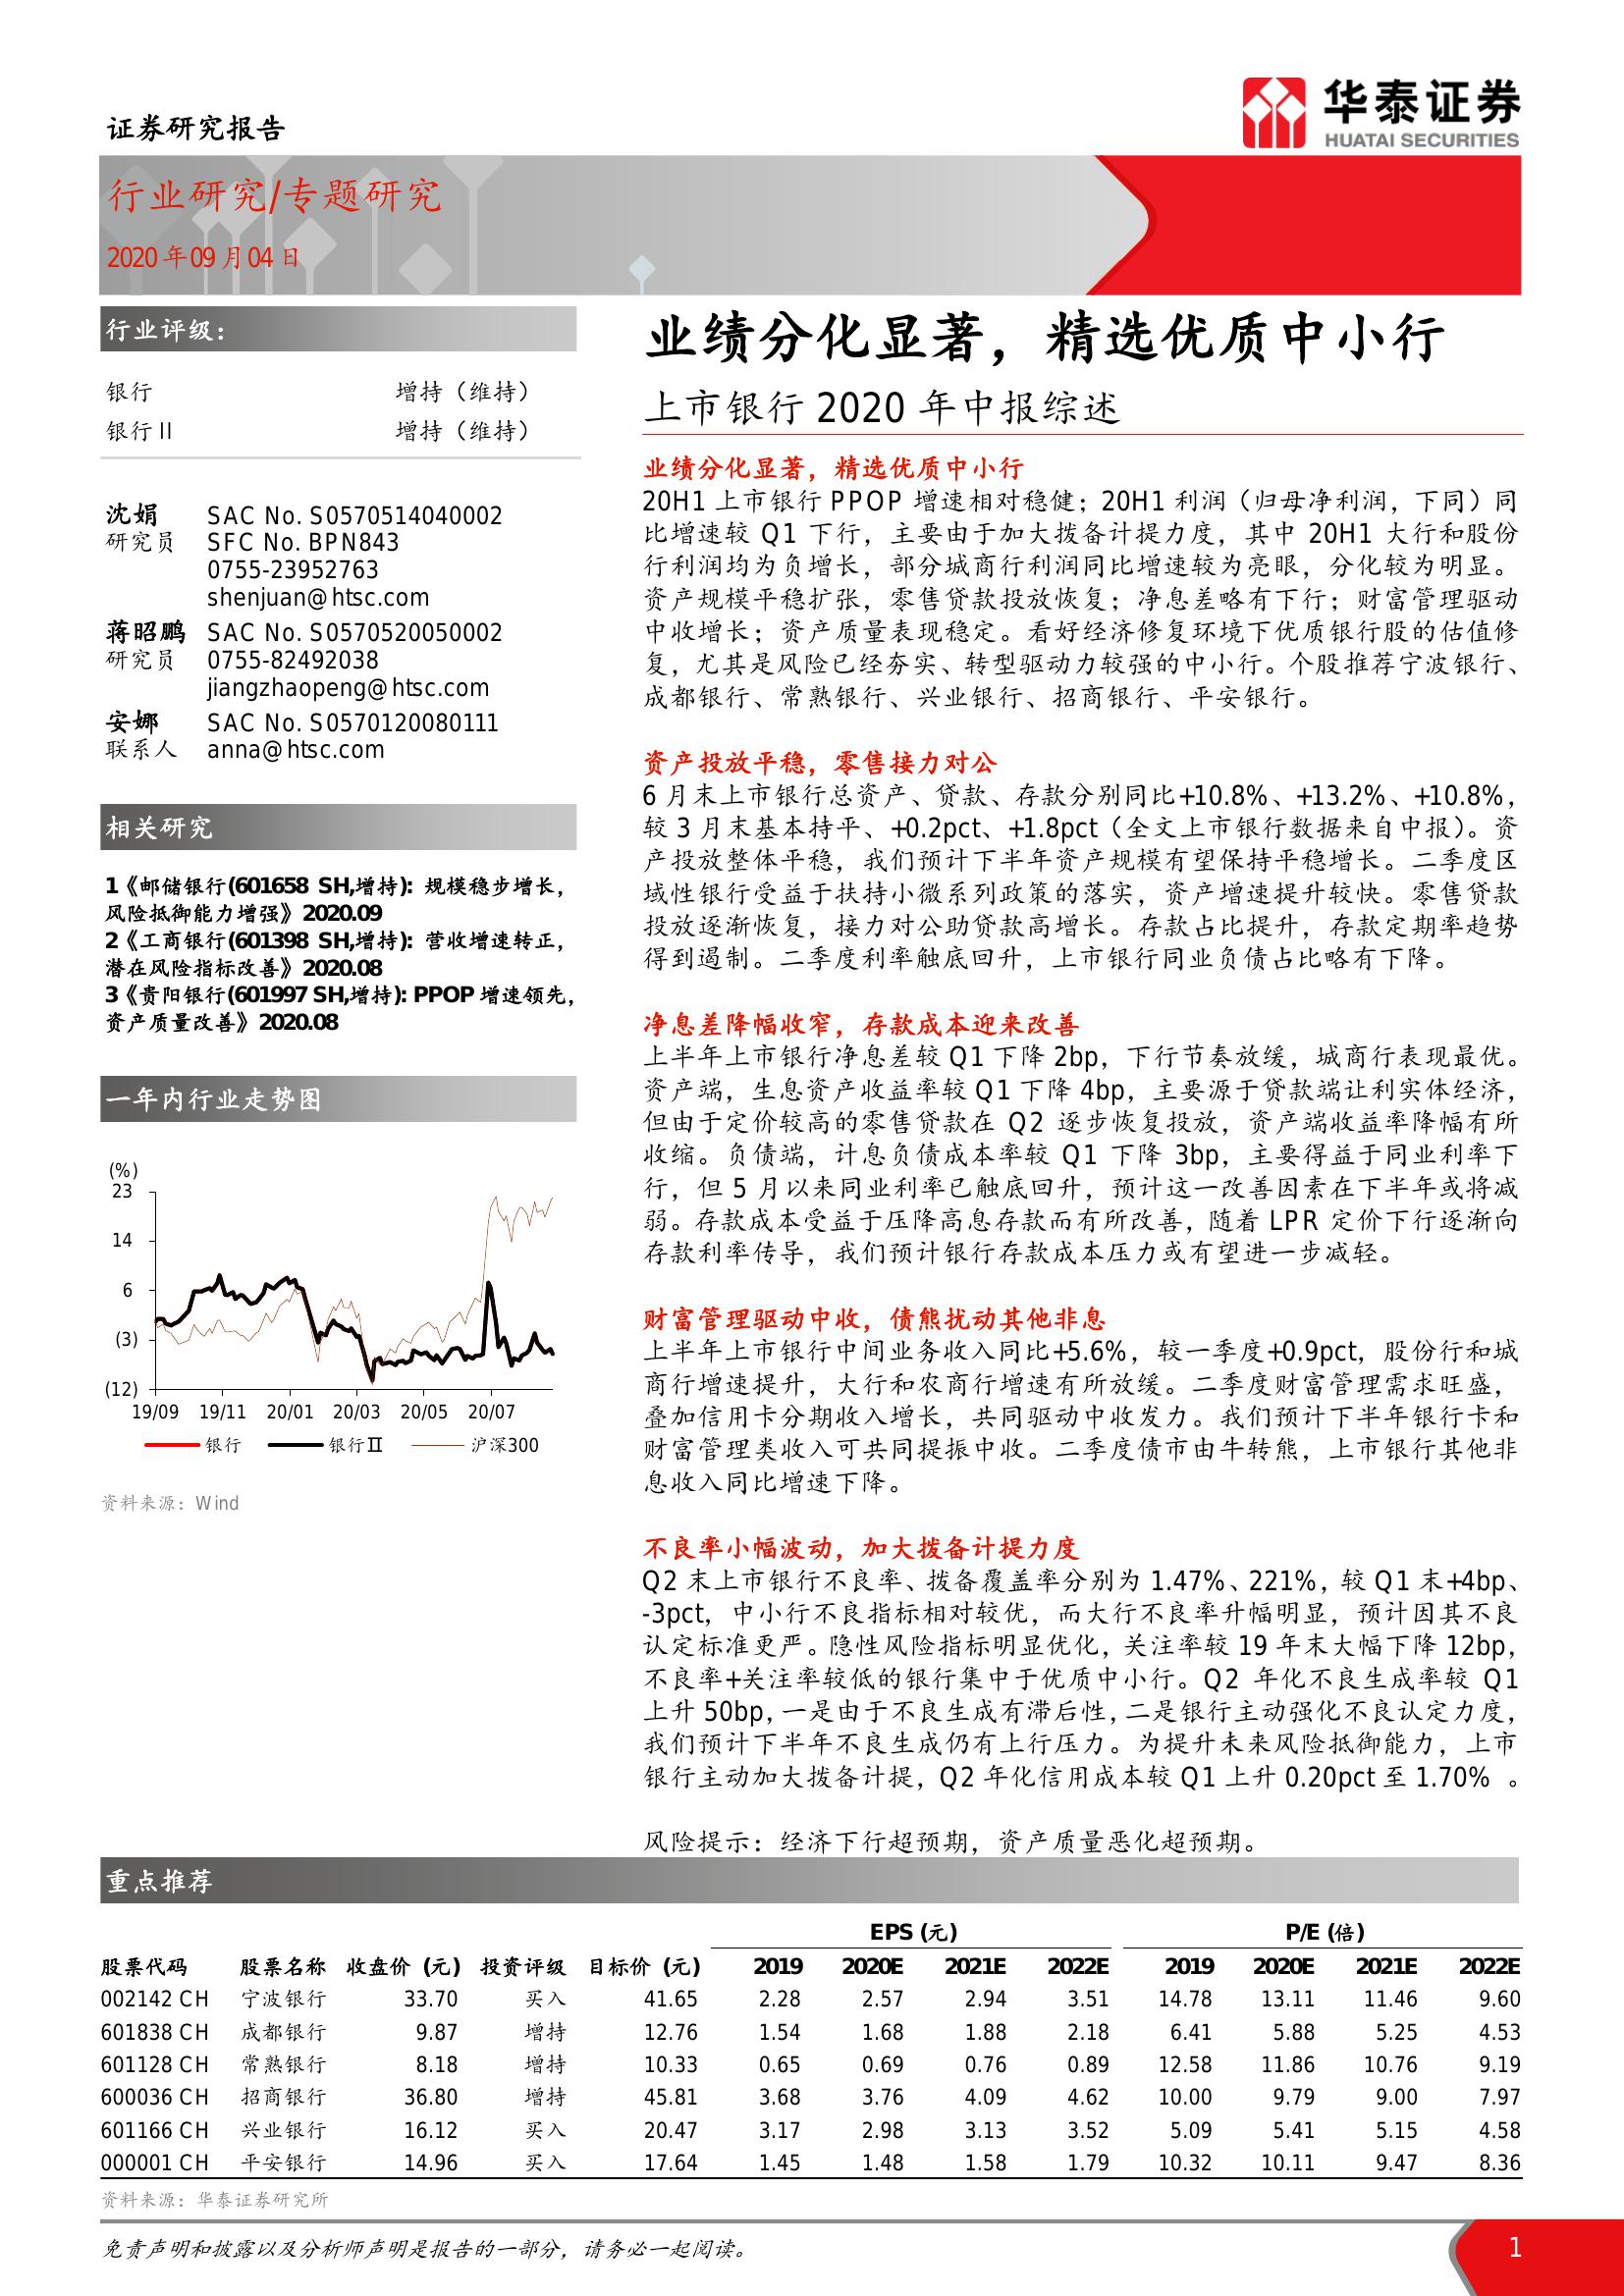 证券研究报告
华泰证券
HUATAI SECURITIES
行业研究/专题研究
2020年09月04日
行业评级：
银行 增持（维持）
银行II 增持（维持）
沈娟 SAC No. S0570514040002
研究员 SFC No. BPN843
0755-23952763
shenjuan@htsc.com
蒋昭鹏 SAC No. S0570520050002
研究员 0755-82492038
jiangzhaopeng@htsc.com
安娜 SAC No. S0570120080111
联系人 anna@htsc.com
相关研究
1《邮储银行(601658 SH,增持): 规模稳步增长，
风险抵御能力增强》2020.09
2《工商银行(601398 SH,增持): 营收增速转正，
潜在风险指标改善》2020.08
3《贵阳银行(601997 SH,增持): PPOP 增速领先，
资产质量改善》2020.08
一年内行业走势图
(%)
23
14
6
(3)
(12)
19/09 19/11 20/01 20/03 20/05 20/07
银行 银行Ⅱ 沪深300
资料来源：Wind
业绩分化显著，精选优质中小行
上市银行 2020 年中报综述
业绩分化显著，精选优质中小行
20H1 上市银行 PPOP 增速相对稳健；20H1 利润（归母净利润，下同）同
比增速较 Q1 下行，主要由于加大拨备计提力度，其中 20H1 大行和股份
行利润均为负增长，部分城商行利润同比增速较为亮眼，分化较为明显。
资产规模平稳扩张，零售贷款投放恢复；净息差略有下行；财富管理驱动
中收增长；资产质量表现稳定。看好经济修复环境下优质银行股的估值修
复，尤其是风险已经夯实、转型驱动力较强的中小行。个股推荐宁波银行、
成都银行、常熟银行、兴业银行、招商银行、平安银行。
资产投放平稳，零售接力对公
6 月末上市银行总资产、贷款、存款分别同比+10.8%、+13.2%、+10.8%，
较 3 月末基本持平、+0.2pct、+1.8pct（全文上市银行数据来自中报）。资
产投放整体平稳，我们预计下半年资产规模有望保持平稳增长。二季度区
域性银行受益于扶持小微系列政策的落实，资产增速提升较快。零售贷款
投放逐渐恢复，接力对公助贷款高增长。存款占比提升，存款定期率趋势
得到遏制。二季度利率触底回升，上市银行同业负债占比略有下降。
净息差降幅收窄，存款成本迎来改善
上半年上市银行净息差较 Q1 下降 2bp，下行节奏放缓，城商行表现最优。
资产端，生息资产收益率较 Q1 下降 4bp，主要源于贷款端让利实体经济，
但由于定价较高的零售贷款在 Q2 逐步恢复投放，资产端收益率降幅有所
收缩。负债端，计息负债成本率较 Q1 下降 3bp，主要得益于同业利率下
行，但 5 月以来同业利率已触底回升，预计这一改善因素在下半年或将减
弱。存款成本受益于压降高息存款而有所改善，随着 LPR 定价下行逐渐向
存款利率传导，我们预计银行存款成本压力或有望进一步减轻。
财富管理驱动中收，债熊扰动其他非息
上半年上市银行中间业务收入同比+5.6%，较一季度+0.9pct，股份行和城
商行增速提升，大行和农商行增速有所放缓。二季度财富管理需求旺盛，
叠加信用卡分期收入增长，共同驱动中收发力。我们预计下半年银行卡和
财富管理类收入可共同提振中收。二季度债市由牛转熊，上市银行其他非
息收入同比增速下降。
不良率小幅波动，加大拨备计提力度
Q2 末上市银行不良率、拨备覆盖率分别为 1.47%、221%，较 Q1 末+4bp、
-3pct，中小行不良指标相对较优，而大行不良率升幅明显，预计因其不良
认定标准更严。隐性风险指标明显优化，关注率较 19 年末大幅下降 12bp，
不良率+关注率较低的银行集中于优质中小行。Q2 年化不良生成率较 Q1
上升 50bp，一是由于不良生成有滞后性，二是银行主动强化不良认定力度，
我们预计下半年不良生成仍有上行压力。为提升未来风险抵御能力，上市
银行主动加大拨备计提，Q2 年化信用成本较 Q1 上升 0.20pct 至 1.70% 。
风险提示：经济下行超预期，资产质量恶化超预期。
重点推荐
EPS (元) P/E (倍)
股票代码 股票名称 收盘价 (元) 投资评级 目标价 (元) 2019 2020E 2021E 2022E 2019 2020E 2021E 2022E
002142 CH 宁波银行 33.70 买入 41.65 2.28 2.57 2.94 3.51 14.78 13.11 11.46 9.60
601838 CH 成都银行 9.87 增持 12.76 1.54 1.68 1.88 2.18 6.41 5.88 5.25 4.53
601128 CH 常熟银行 8.18 增持 10.33 0.65 0.69 0.76 0.89 12.58 11.86 10.76 9.19
600036 CH 招商银行 36.80 增持 45.81 3.68 3.76 4.09 4.62 10.00 9.79 9.00 7.97
601166 CH 兴业银行 16.12 买入 20.47 3.17 2.98 3.13 3.52 5.09 5.41 5.15 4.58
000001 CH 平安银行 14.96 买入 17.64 1.45 1.48 1.58 1.79 10.32 10.11 9.47 8.36
资料来源：华泰证券研究所
免责声明和披露以及分析师声明是报告的一部分，请务必一起阅读。 1